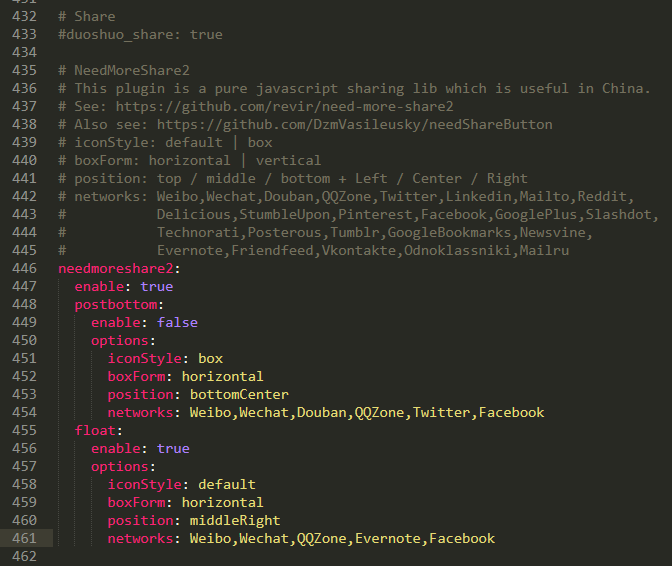 431
432 # Share
433 #duoshuo_share: true
434
435 # NeedMoreShare2
436 # This plugin is a pure javascript sharing lib which is useful in China.
437 # See: https://github.com/revir/need-more-share2
438 # Also see: https://github.com/DzmVasileusky/needShareButton
439 # iconStyle: default | box
440 # boxForm: horizontal | vertical
441 # position: top / middle / bottom + Left / Center / Right
442 # networks: Weibo,Wechat,Douban,QQZone,Twitter,Linkedin,Mailto,Reddit,
443 #           Delicious,StumbleUpon,Pinterest,Facebook,GooglePlus,Slashdot,
444 #           Technorati,Posterous,Tumblr,GoogleBookmarks,Newsvine,
445 #           Evernote,Friendfeed,Vkontakte,Odnoklassniki,Mailru
446 needmoreshare2:
447   enable: true
448   postbottom:
449     enable: false
450     options:
451       iconStyle: box
452       boxForm: horizontal
453       position: bottomCenter
454       networks: Weibo,Wechat,Douban,QQZone,Twitter,Facebook
455   float:
456     enable: true
457     options:
458       iconStyle: default
459       boxForm: horizontal
460       position: middleRight
461       networks: Weibo,Wechat,QQZone,Evernote,Facebook
462